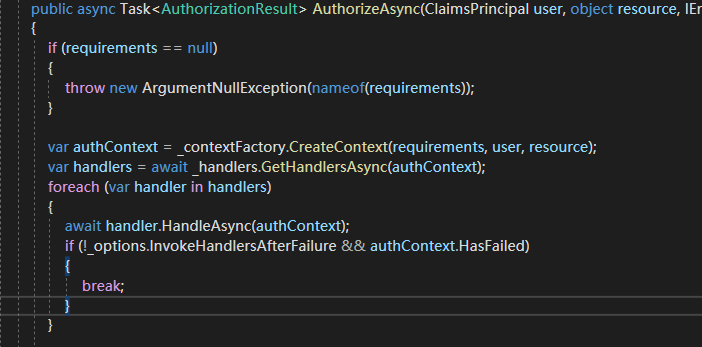 public async Task<AuthorizationResult> AuthorizeAsync(ClaimsPrincipal user, object resource, IEn
{
if (requirements == null)
{
throw new ArgumentNullException(nameof(requirements));
}
var authContext = _contextFactory.CreateContext(requirements, user, resource);
var handlers = await _handlers.GetHandlersAsync(authContext);
foreach (var handler in handlers)
{
await handler.HandleAsync(authContext);
if (!_options.InvokeHandlersAfterFailure && authContext.HasFailed)
{
break;
}
}